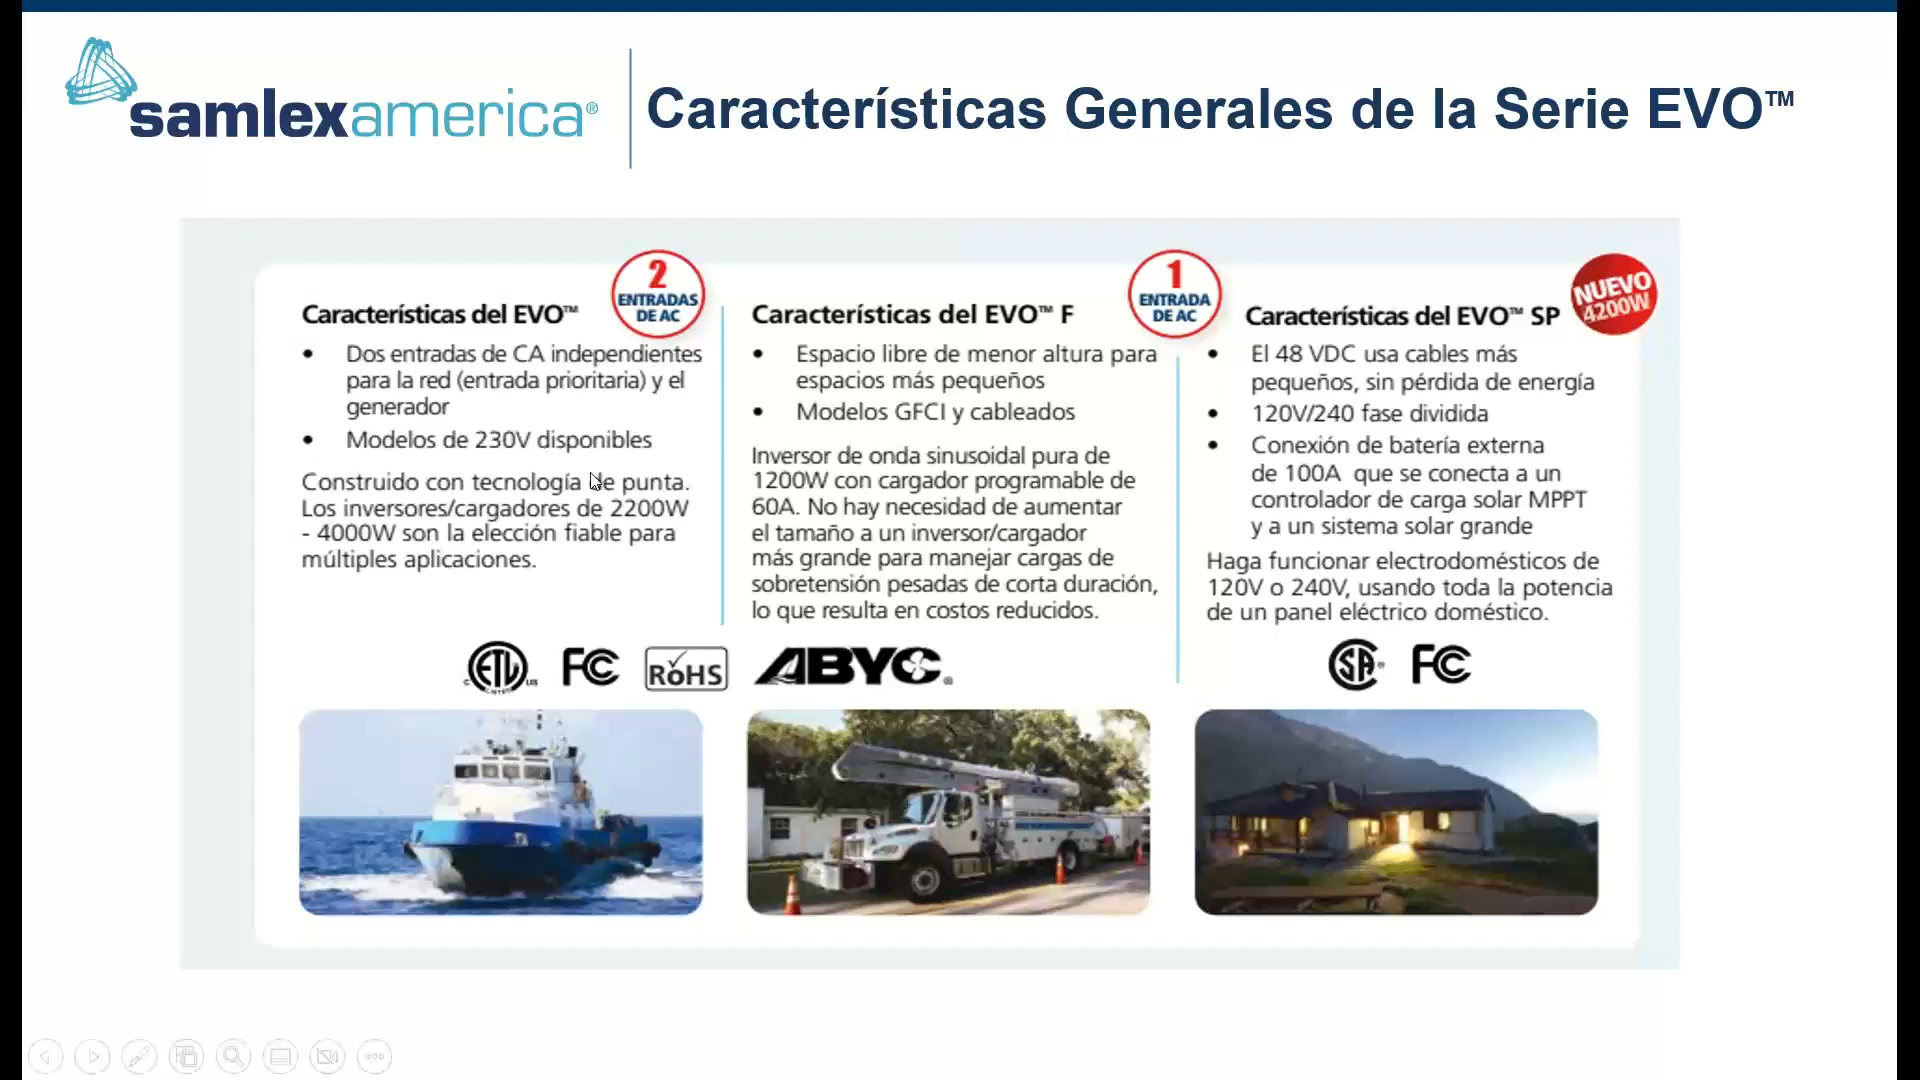 samlexamerica®
Características Generales de la Serie EVO™
2
ENTRADAS
DE AC
Características del EVO™
• Dos entradas de CA independientes
para la red (entrada prioritaria) y el
generador
• Modelos de 230V disponibles
Construido con tecnología de punta.
Los inversores/cargadores de 2200W
- 4000W son la elección fiable para
múltiples aplicaciones.
1
ENTRADA
DE AC
Características del EVO™ F
• Espacio libre de menor altura para
espacios más pequeños
• Modelos GFCI y cableados
Inversor de onda sinusoidal pura de
1200W con cargador programable de
60A. No hay necesidad de aumentar
el tamaño a un inversor/cargador
más grande para manejar cargas de
sobretensión pesadas de corta duración,
lo que resulta en costos reducidos.
NUEVO
4200W
Características del EVO™ SP
• El 48 VDC usa cables más
pequeños, sin pérdida de energía
• 120V/240 fase dividida
• Conexión de batería externa
de 100A que se conecta a un
controlador de carga solar MPPT
y a un sistema solar grande
Haga funcionar electrodomésticos de
120V o 240V, usando toda la potencia
de un panel eléctrico doméstico.
C ETL US
FC
RoHS
ABYC®
SA®
FC